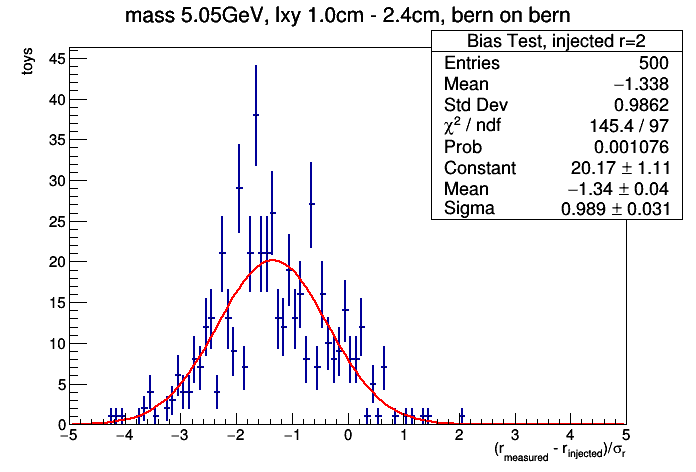 mass 5.05GeV, lxy 1.0cm - 2.4cm, bern on bern
Bias Test, injected r=2
Entries 500
Mean −1.338
Std Dev 0.9862
χ² / ndf 145.4 / 97
Prob 0.001076
Constant 20.17 ± 1.11
Mean −1.34 ± 0.04
Sigma 0.989 ± 0.031
toys
45
40
35
30
25
20
15
10
5
0
−5 −4 −3 −2 −1 0 1 2 3 4 5
(r_measured - r_injected)/σ_r